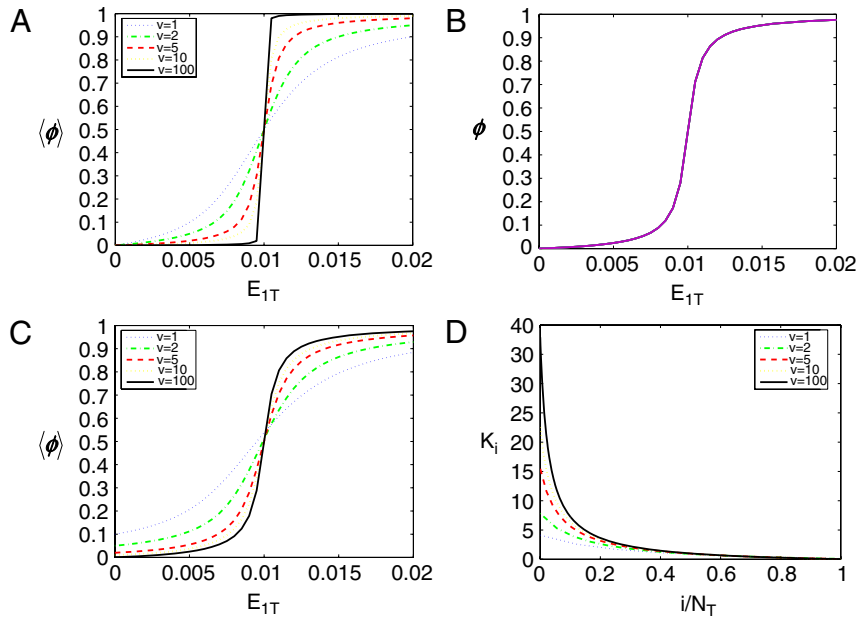 A
v=1
v=2
v=5
v=10
v=100
1
0.9
0.8
0.7
0.6
0.5
0.4
0.3
0.2
0.1
0
⟨ϕ⟩
0 0.005 0.01 0.015 0.02
E1T
B
1
0.9
0.8
0.7
0.6
0.5
0.4
0.3
0.2
0.1
0
ϕ
0 0.005 0.01 0.015 0.02
E1T
C
v=1
v=2
v=5
v=10
v=100
1
0.9
0.8
0.7
0.6
0.5
0.4
0.3
0.2
0.1
0
⟨ϕ⟩
0 0.005 0.01 0.015 0.02
E1T
D
v=1
v=2
v=5
v=10
v=100
40
35
30
25
20
15
10
5
0
Ki
0 0.2 0.4 0.6 0.8 1
i/NT